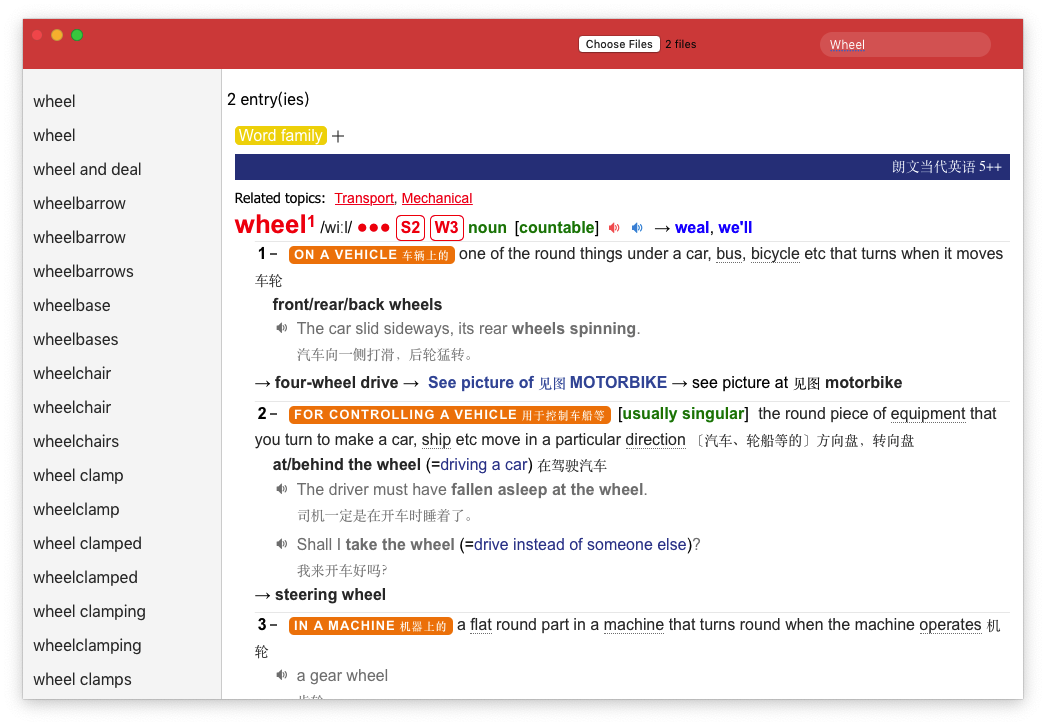 Choose Files 2 files
Wheel
wheel
wheel
wheel and deal
wheelbarrow
wheelbarrow
wheelbarrows
wheelbase
wheelbases
wheelchair
wheelchair
wheelchairs
wheel clamp
wheelclamp
wheel clamped
wheelclamped
wheel clamping
wheelclamping
wheel clamps
2 entry(ies)
Word family +
朗文当代英语 5++
Related topics: Transport, Mechanical
wheel¹ /wiːl/ ●●● S2 W3 noun [countable] → weal, we'll
1 – ON A VEHICLE 车辆上的 one of the round things under a car, bus, bicycle etc that turns when it moves
车轮
front/rear/back wheels
The car slid sideways, its rear wheels spinning.
汽车向一侧打滑，后轮猛转。
→ four-wheel drive → See picture of 见图 MOTORBIKE → see picture at 见图 motorbike
2 – FOR CONTROLLING A VEHICLE 用于控制车船等 [usually singular] the round piece of equipment that
you turn to make a car, ship etc move in a particular direction 〔汽车、轮船等的〕方向盘，转向盘
at/behind the wheel (=driving a car) 在驾驶汽车
The driver must have fallen asleep at the wheel.
司机一定是在开车时睡着了。
Shall I take the wheel (=drive instead of someone else)?
我来开车好吗?
→ steering wheel
3 – IN A MACHINE 机器上的 a flat round part in a machine that turns round when the machine operates 机
轮
a gear wheel